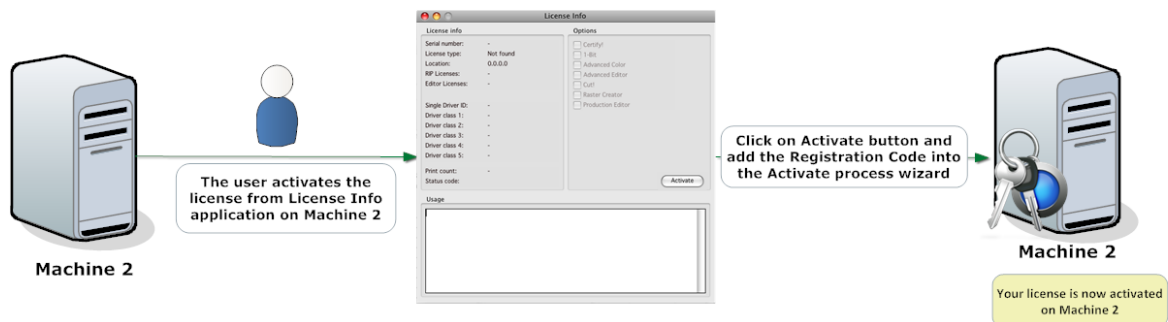 License Info
License info
Options
Serial number: -
License type: Not found
Location: 0.0.0.0
RIP Licenses: -
Editor Licenses: -
Single Driver ID: -
Driver class 1: -
Driver class 2: -
Driver class 3: -
Driver class 4: -
Driver class 5: -
Print count: -
Status code:
Certify!
1-Bit
Advanced Color
Advanced Editor
Cut!
Raster Creator
Production Editor
Activate
Usage
The user activates the
license from License Info
application on Machine 2
Machine 2
Click on Activate button and
add the Registration Code into
the Activate process wizard
Machine 2
Your license is now activated
on Machine 2